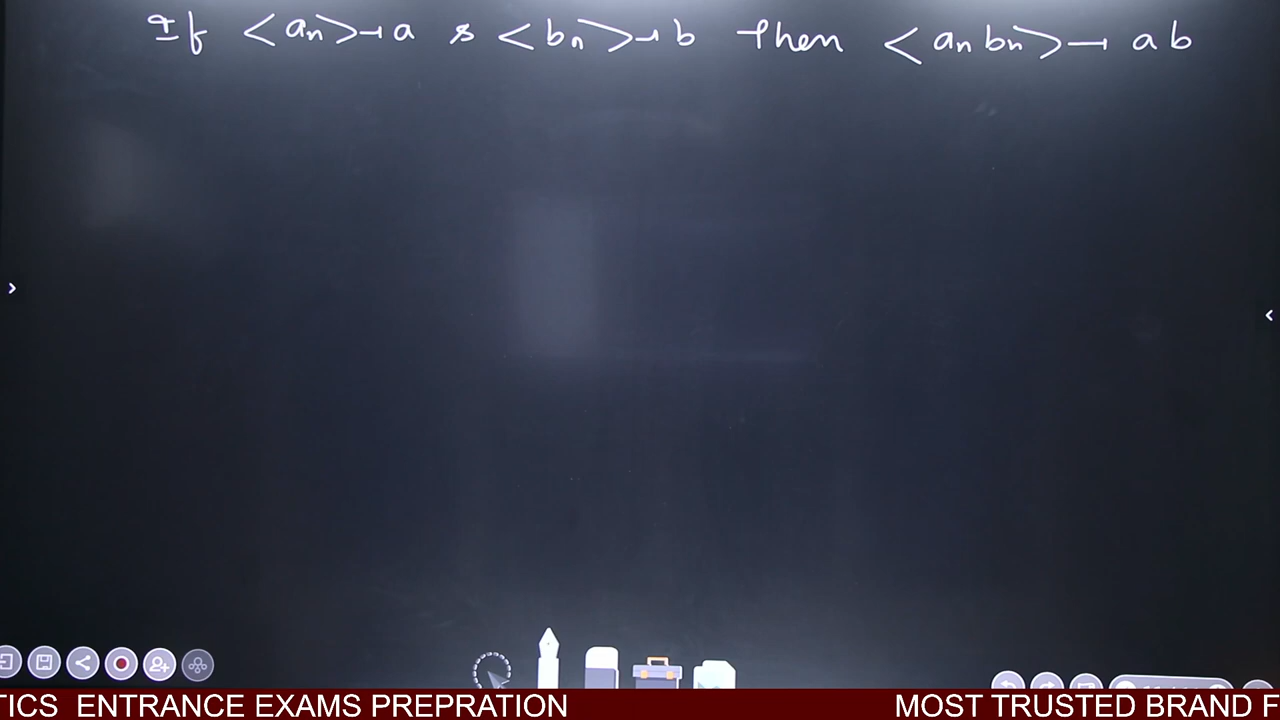 If <aₙ>→a & <bₙ>→b then <aₙbₙ>→ ab
TICS ENTRANCE EXAMS PREPRATION MOST TRUSTED BRAND F